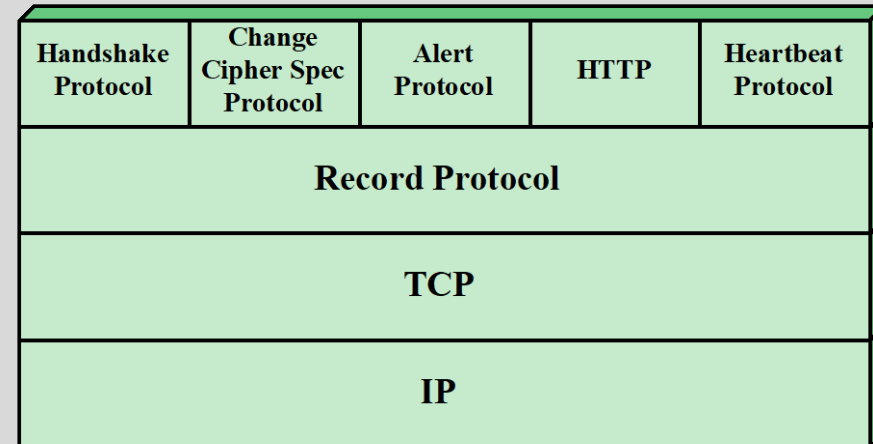 Handshake
Protocol
Change
Cipher Spec
Protocol
Alert
Protocol
HTTP
Heartbeat
Protocol
Record Protocol
TCP
IP